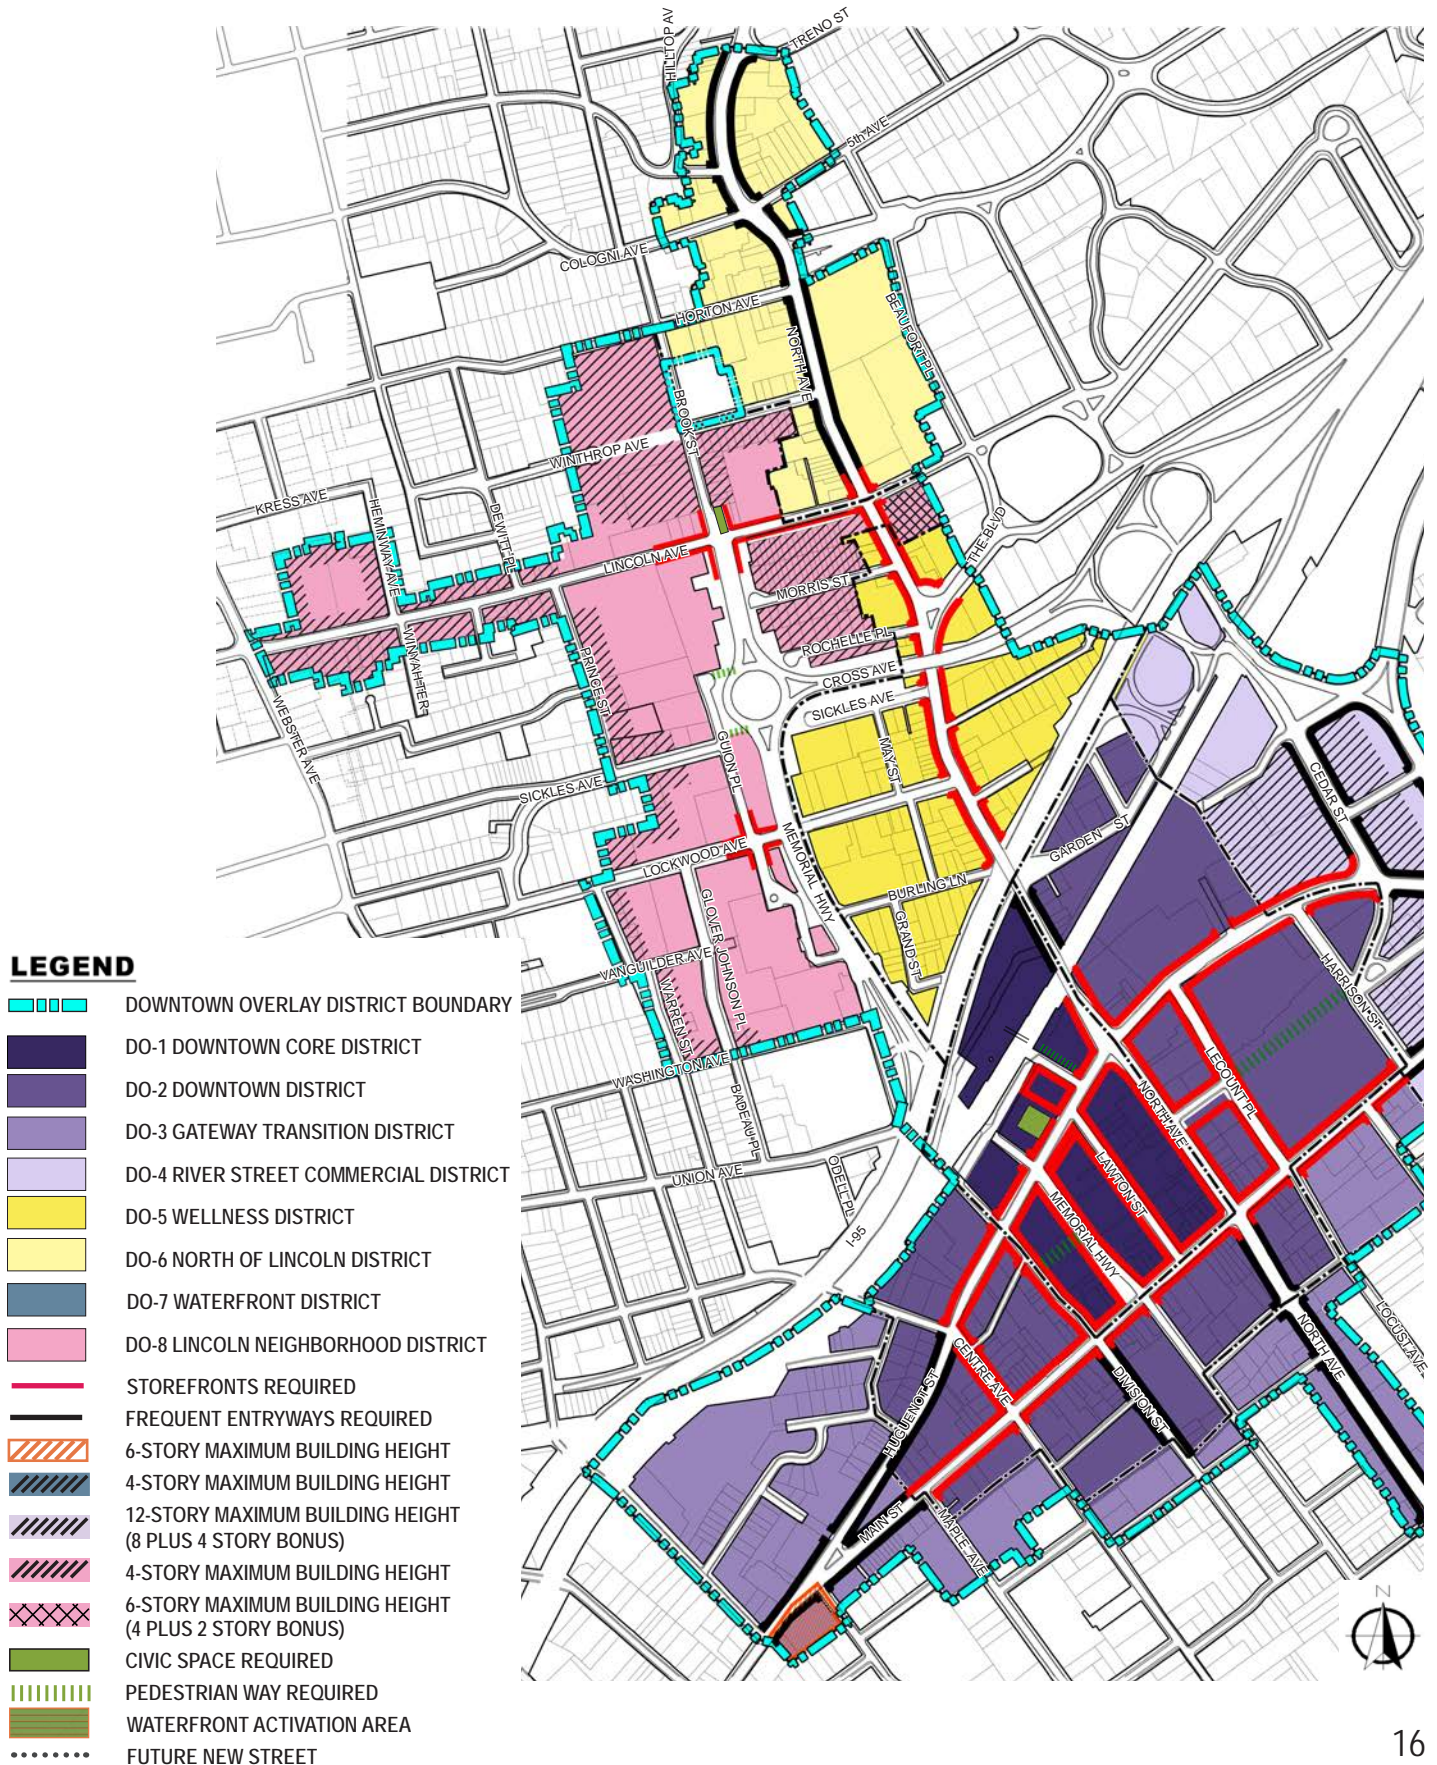 HILLTOP AV
TRENO ST
5th AVE
COLOGNI AVE
HORTON AVE
BEAUFORT PL
NORTH AVE
BROOK ST
WINTHROP AVE
KRESS AVE
HEMINWAY AVE
DEWITT PL
THE BLVD
LINCOLN AVE
MORRIS ST
ROCHELLE PL
WINYAH TER
PRINCE ST
CROSS AVE
SICKLES AVE
WEBSTER AVE
GUION PL
MAY ST
CEDAR ST
SICKLES AVE
MEMORIAL HWY
GARDEN ST
LOCKWOOD AVE
BURLING LN
GLOVER JOHNSON PL
GRAND ST
VANGUILDER AVE
HARRISON ST
WARREN ST
WASHINGTON AVE
LECOUNT PL
BADEAU PL
NORTH AVE
UNION AVE
ODELL PL
LAWTON ST
MEMORIAL HWY
I-95
LOCUST AVE
NORTH AVE
CENTRE AVE
HUGUENOT ST
DIVISION ST
MAIN ST
MAPLE AVE
N
LEGEND
DOWNTOWN OVERLAY DISTRICT BOUNDARY
DO-1 DOWNTOWN CORE DISTRICT
DO-2 DOWNTOWN DISTRICT
DO-3 GATEWAY TRANSITION DISTRICT
DO-4 RIVER STREET COMMERCIAL DISTRICT
DO-5 WELLNESS DISTRICT
DO-6 NORTH OF LINCOLN DISTRICT
DO-7 WATERFRONT DISTRICT
DO-8 LINCOLN NEIGHBORHOOD DISTRICT
STOREFRONTS REQUIRED
FREQUENT ENTRYWAYS REQUIRED
6-STORY MAXIMUM BUILDING HEIGHT
4-STORY MAXIMUM BUILDING HEIGHT
12-STORY MAXIMUM BUILDING HEIGHT
(8 PLUS 4 STORY BONUS)
4-STORY MAXIMUM BUILDING HEIGHT
6-STORY MAXIMUM BUILDING HEIGHT
(4 PLUS 2 STORY BONUS)
CIVIC SPACE REQUIRED
PEDESTRIAN WAY REQUIRED
WATERFRONT ACTIVATION AREA
FUTURE NEW STREET
16